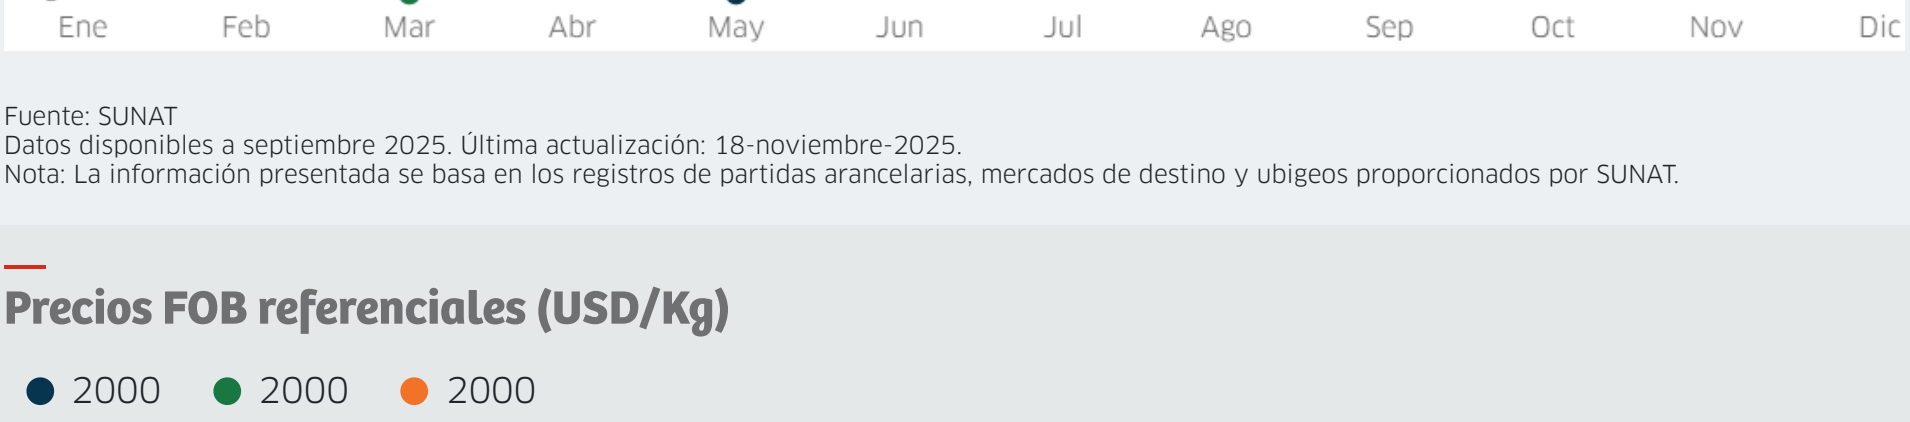 Ene Feb Mar Abr May Jun Jul Ago Sep Oct Nov Dic
Fuente: SUNAT
Datos disponibles a septiembre 2025. Última actualización: 18-noviembre-2025.
Nota: La información presentada se basa en los registros de partidas arancelarias, mercados de destino y ubigeos proporcionados por SUNAT.
Precios FOB referenciales (USD/Kg)
2000 2000 2000